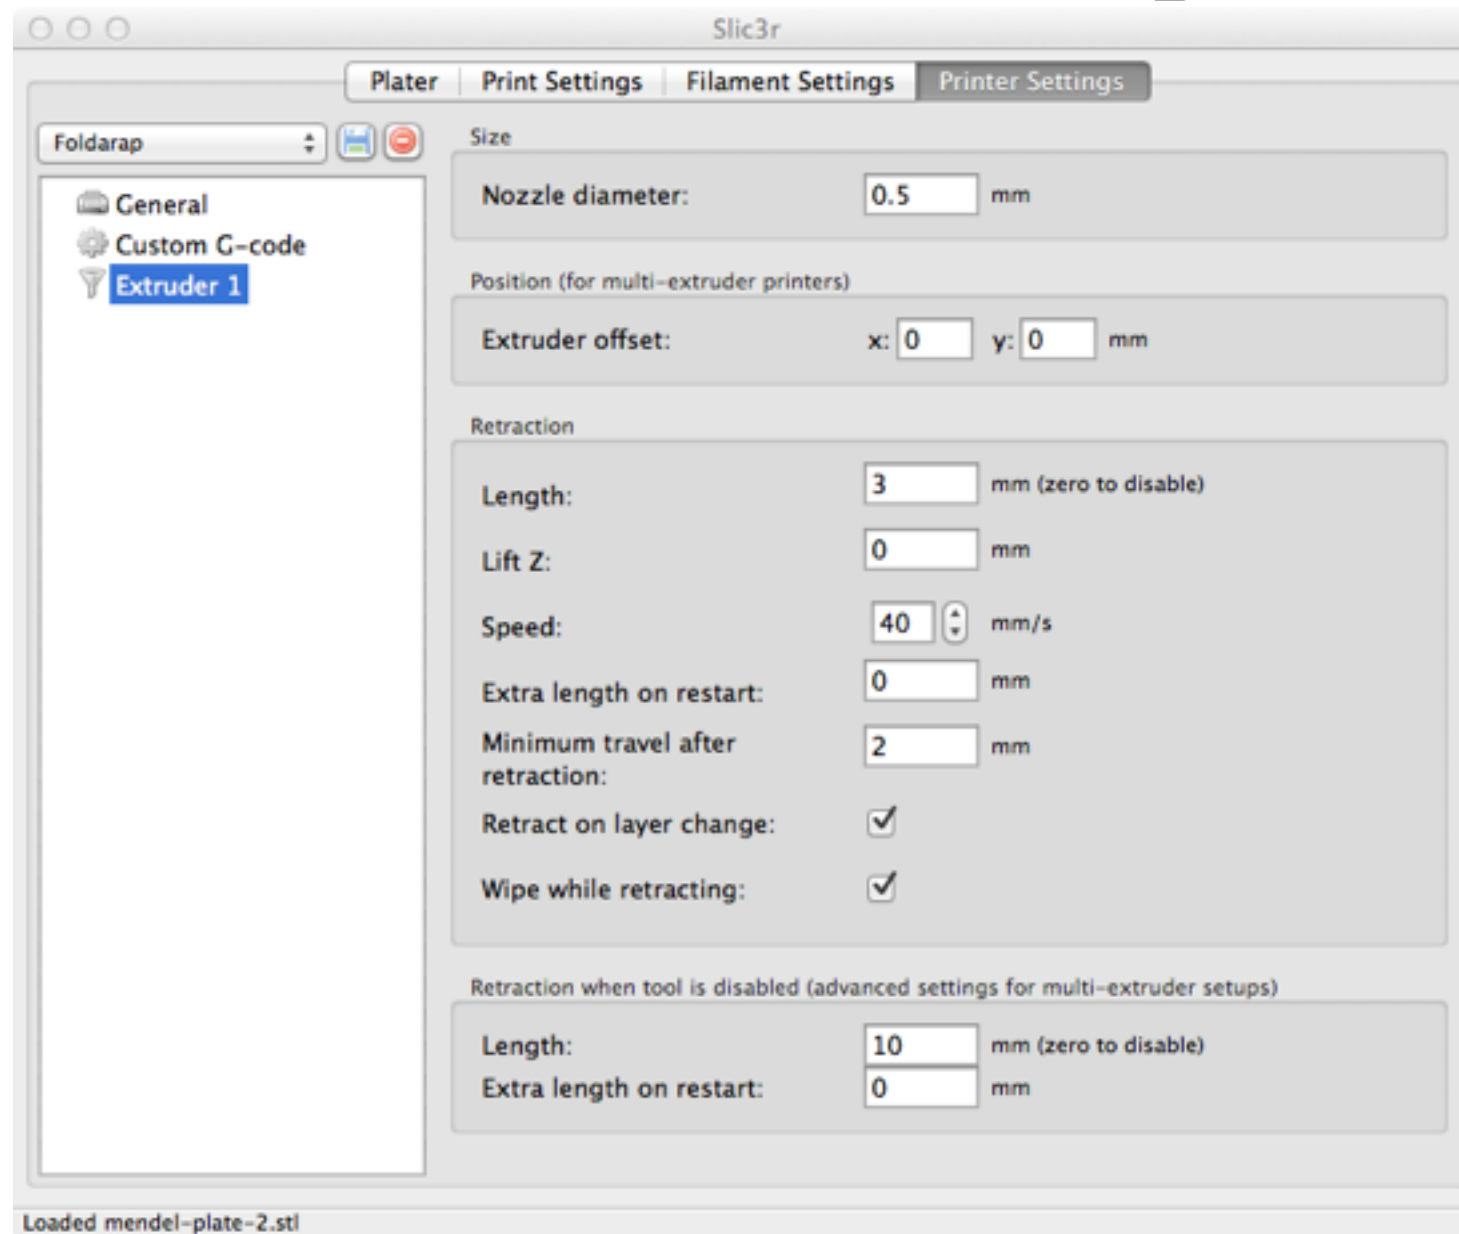 Slic3r
Plater Print Settings Filament Settings Printer Settings
Foldarap
General
Custom G-code
Extruder 1
Size
Nozzle diameter: 0.5 mm
Position (for multi-extruder printers)
Extruder offset: x: 0 y: 0 mm
Retraction
Length: 3 mm (zero to disable)
Lift Z: 0 mm
Speed: 40 mm/s
Extra length on restart: 0 mm
Minimum travel after
retraction: 2 mm
Retract on layer change:
Wipe while retracting:
Retraction when tool is disabled (advanced settings for multi-extruder setups)
Length: 10 mm (zero to disable)
Extra length on restart: 0 mm
Loaded mendel-plate-2.stl